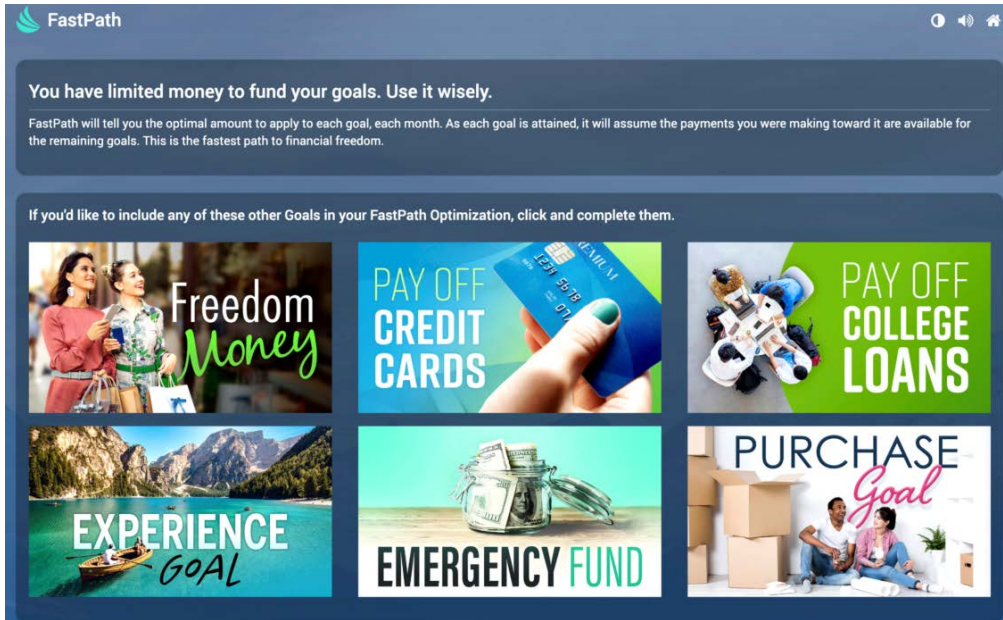 FastPath
You have limited money to fund your goals. Use it wisely.
FastPath will tell you the optimal amount to apply to each goal, each month. As each goal is attained, it will assume the payments you were making toward it are available for
the remaining goals. This is the fastest path to financial freedom.
If you'd like to include any of these other Goals in your FastPath Optimization, click and complete them.
Freedom
Money
PAY OFF
CREDIT
CARDS
PREMIUM
1234 5678
PAY OFF
COLLEGE
LOANS
EXPERIENCE
GOAL
EMERGENCY FUND
PURCHASE
Goal